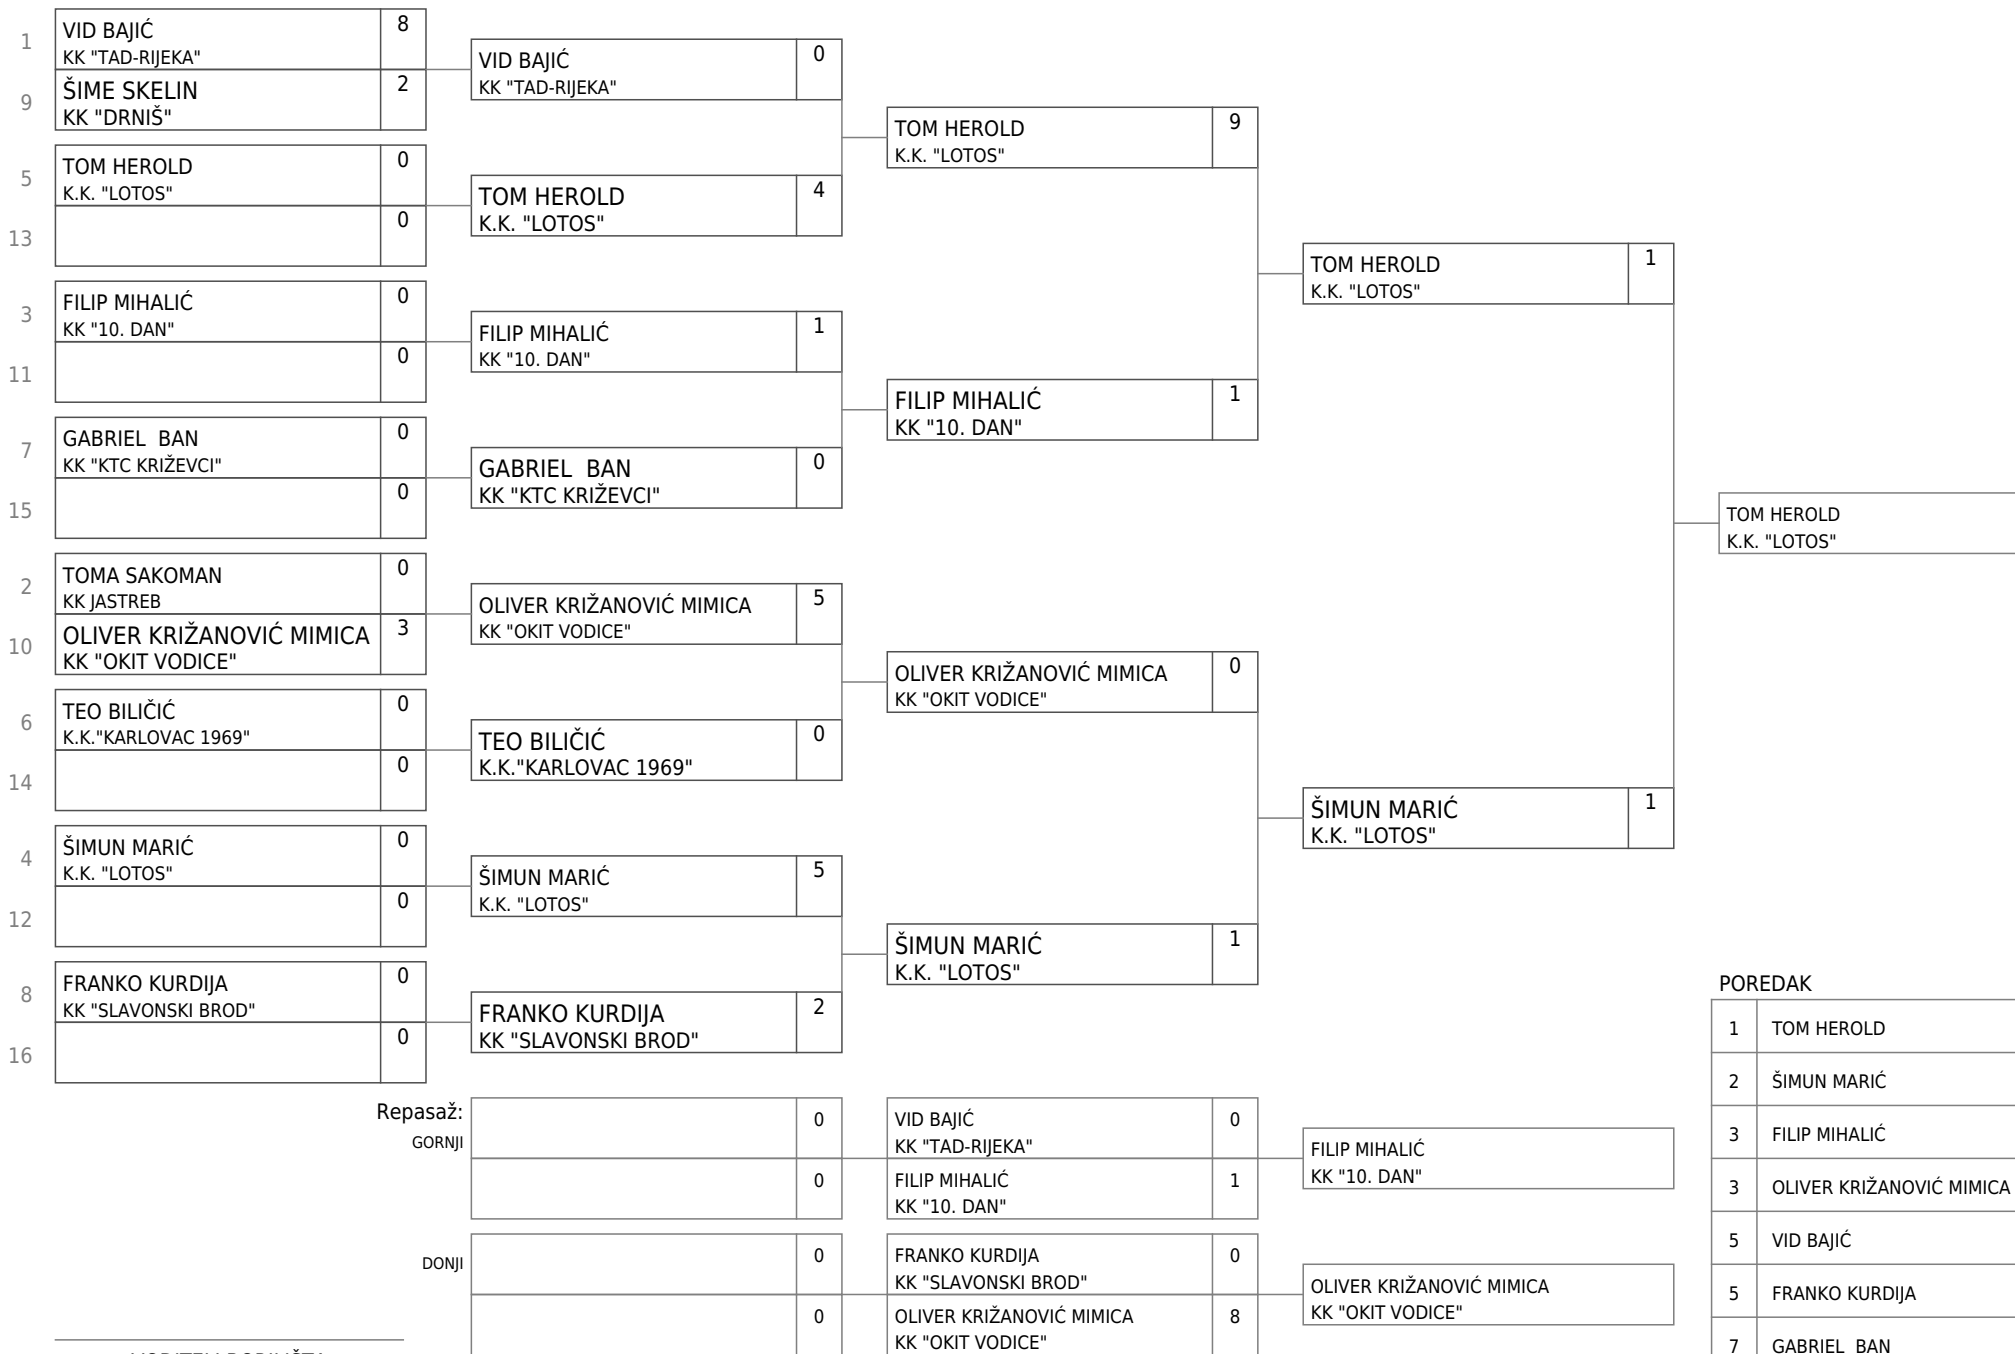 1
VID BAJIĆ
KK "TAD-RIJEKA"
8
9
ŠIME SKELIN
KK "DRNIŠ"
2
5
TOM HEROLD
K.K. "LOTOS"
0
13
0
3
FILIP MIHALIĆ
KK "10. DAN"
0
11
0
7
GABRIEL  BAN
KK "KTC KRIŽEVCI"
0
15
0
2
TOMA SAKOMAN
KK JASTREB
0
10
OLIVER KRIŽANOVIĆ MIMICA
KK "OKIT VODICE"
3
6
TEO BILIČIĆ
K.K."KARLOVAC 1969"
0
14
0
4
ŠIMUN MARIĆ
K.K. "LOTOS"
0
12
0
8
FRANKO KURDIJA
KK "SLAVONSKI BROD"
0
16
0
VID BAJIĆ
KK "TAD-RIJEKA"
0
TOM HEROLD
K.K. "LOTOS"
4
FILIP MIHALIĆ
KK "10. DAN"
1
GABRIEL  BAN
KK "KTC KRIŽEVCI"
0
OLIVER KRIŽANOVIĆ MIMICA
KK "OKIT VODICE"
5
TEO BILIČIĆ
K.K."KARLOVAC 1969"
0
ŠIMUN MARIĆ
K.K. "LOTOS"
5
FRANKO KURDIJA
KK "SLAVONSKI BROD"
2
TOM HEROLD
K.K. "LOTOS"
9
FILIP MIHALIĆ
KK "10. DAN"
1
OLIVER KRIŽANOVIĆ MIMICA
KK "OKIT VODICE"
0
ŠIMUN MARIĆ
K.K. "LOTOS"
1
TOM HEROLD
K.K. "LOTOS"
1
ŠIMUN MARIĆ
K.K. "LOTOS"
1
TOM HEROLD
K.K. "LOTOS"
Repasaž:
GORNJI
0
0
VID BAJIĆ
KK "TAD-RIJEKA"
0
FILIP MIHALIĆ
KK "10. DAN"
1
FILIP MIHALIĆ
KK "10. DAN"
DONJI
0
0
FRANKO KURDIJA
KK "SLAVONSKI BROD"
0
OLIVER KRIŽANOVIĆ MIMICA
KK "OKIT VODICE"
8
OLIVER KRIŽANOVIĆ MIMICA
KK "OKIT VODICE"
POREDAK
1 TOM HEROLD
2 ŠIMUN MARIĆ
3 FILIP MIHALIĆ
3 OLIVER KRIŽANOVIĆ MIMICA
5 VID BAJIĆ
5 FRANKO KURDIJA
7 GABRIEL  BAN